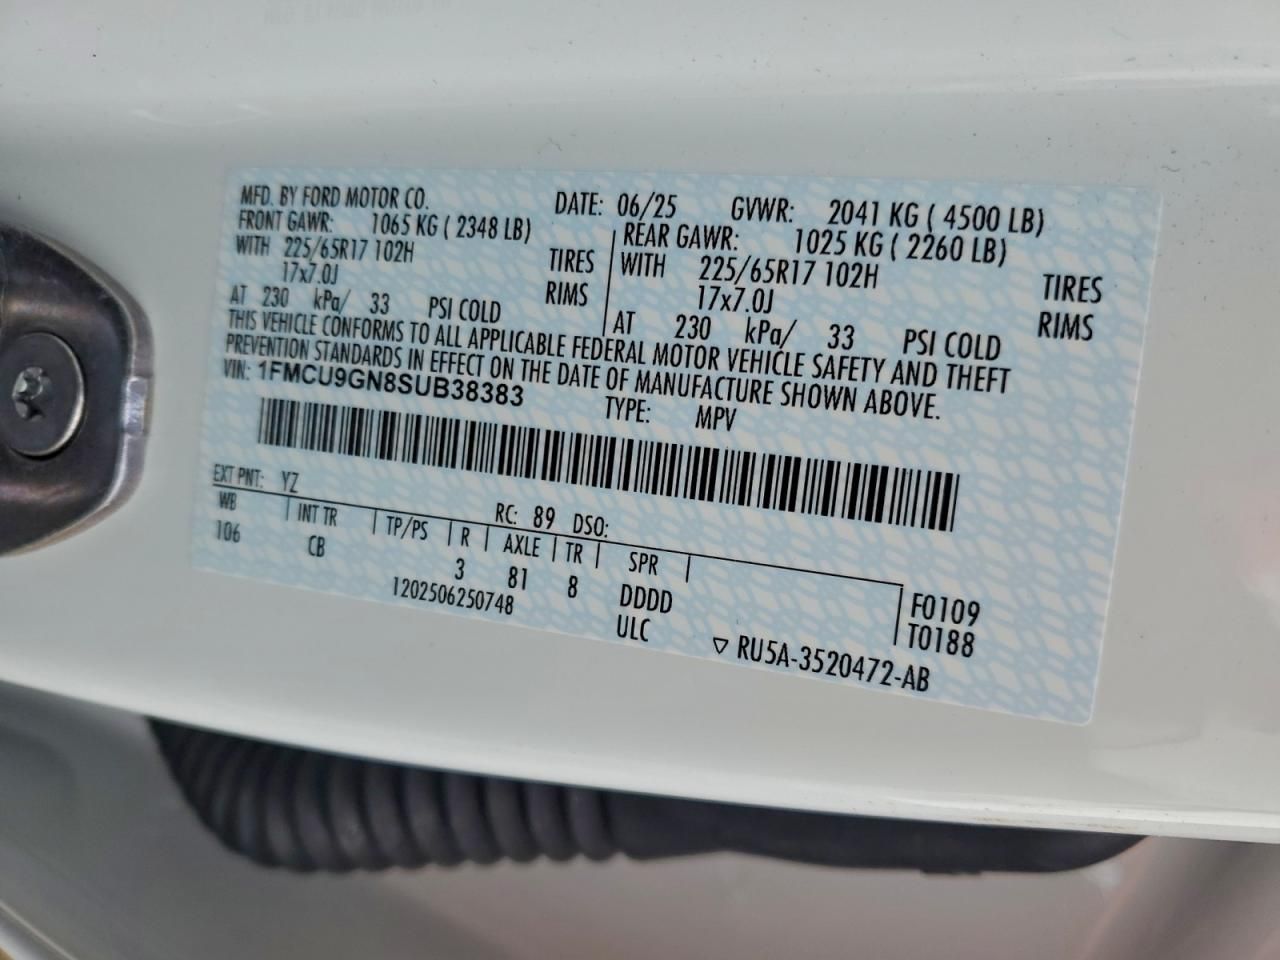 MFD. BY FORD MOTOR CO. DATE: 06/25 GVWR: 2041 KG ( 4500 LB)
FRONT GAWR: 1065 KG ( 2348 LB) REAR GAWR: 1025 KG ( 2260 LB)
WITH 225/65R17 102H TIRES WITH 225/65R17 102H TIRES
17x7.0J RIMS 17x7.0J RIMS
AT 230 kPa/ 33 PSI COLD AT 230 kPa/ 33 PSI COLD
THIS VEHICLE CONFORMS TO ALL APPLICABLE FEDERAL MOTOR VEHICLE SAFETY AND THEFT
PREVENTION STANDARDS IN EFFECT ON THE DATE OF MANUFACTURE SHOWN ABOVE.
VIN: 1FMCU9GN8SUB38383 TYPE: MPV
EXT PNT: YZ RC: 89 DSO:
WB INT TR TP/PS R AXLE TR SPR
106 CB 3 81 8 DDDD F0109
1202506250748 ULC T0188
▽ RU5A-3520472-AB